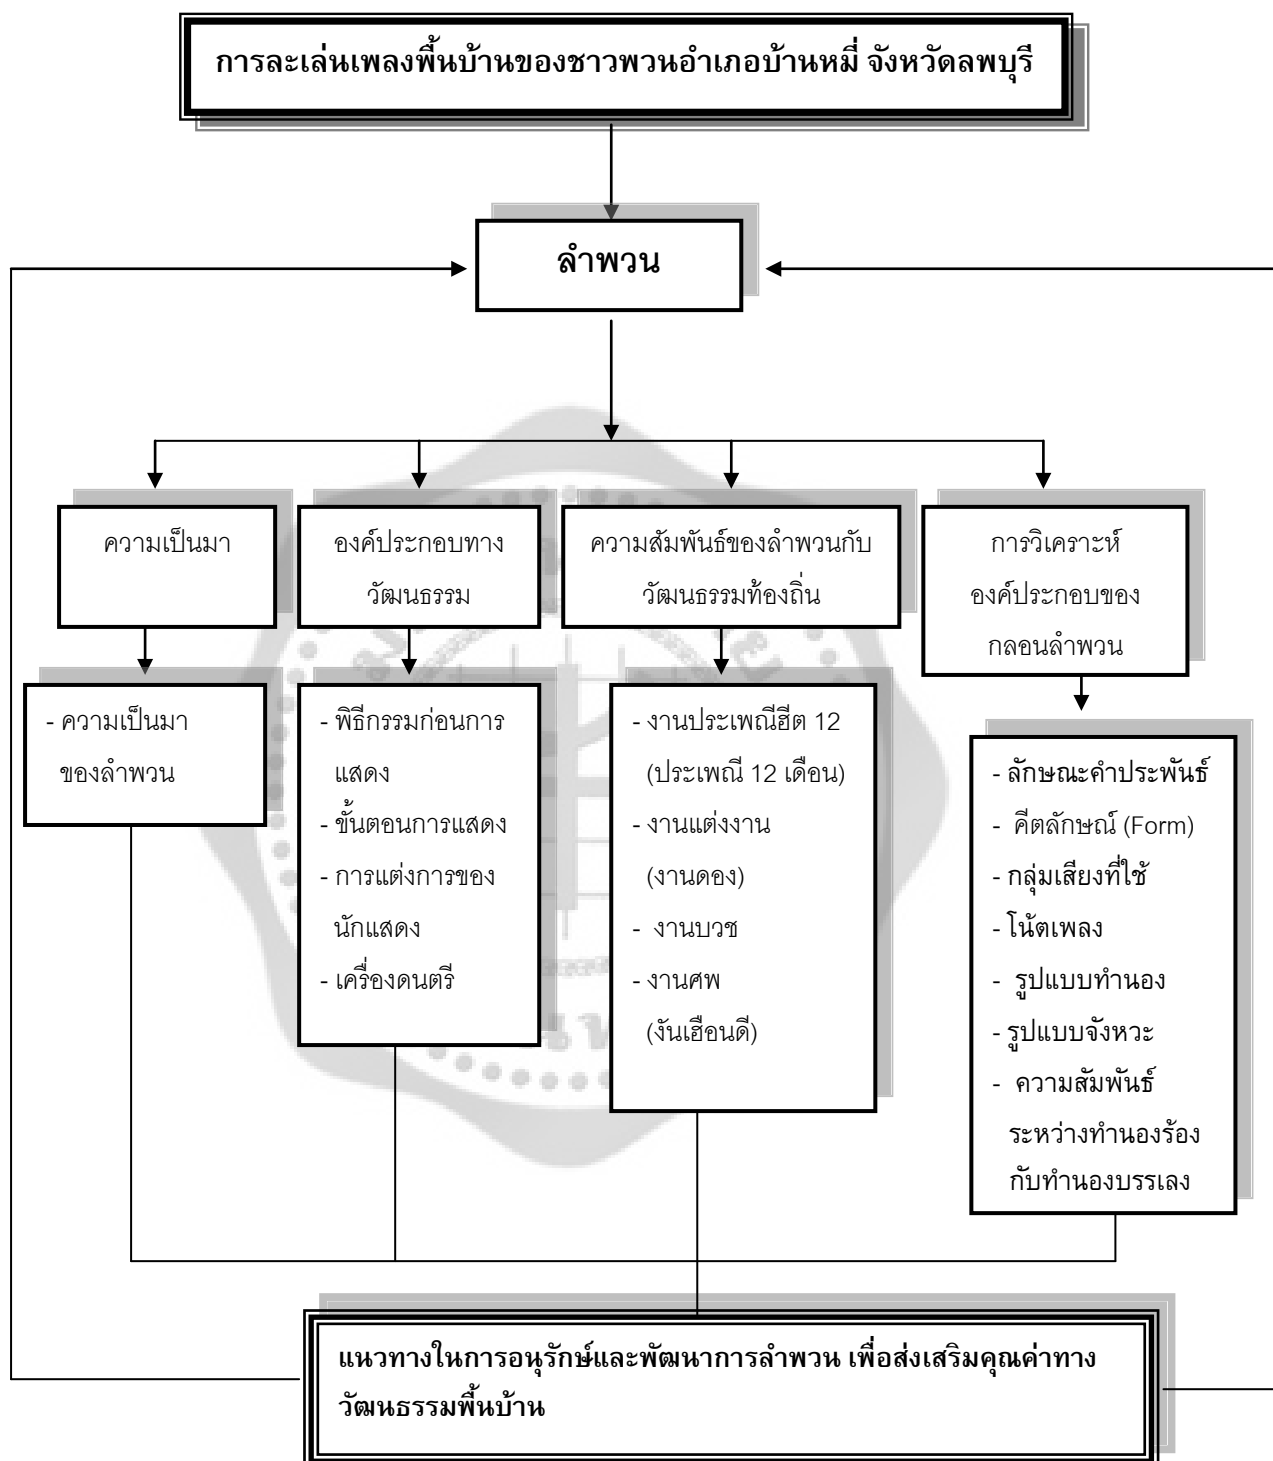 การละเล่นเพลงพื้นบ้านของชาวพวนอำเภอบ้านหมี่ จังหวัดลพบุรี
ลำพวน
ความเป็นมา
องค์ประกอบทาง
วัฒนธรรม
ความสัมพันธ์ของลำพวนกับ
วัฒนธรรมท้องถิ่น
การวิเคราะห์
องค์ประกอบของ
กลอนลำพวน
- ความเป็นมา
ของลำพวน
- พิธีกรรมก่อนการ
แสดง
- ขั้นตอนการแสดง
- การแต่งการของ
นักแสดง
- เครื่องดนตรี
- งานประเพณีฮีต 12
(ประเพณี 12 เดือน)
- งานแต่งงาน
(งานดอง)
- งานบวช
- งานศพ
(งันเฮือนดี)
- ลักษณะคำประพันธ์
- คีตลักษณ์ (Form)
- กลุ่มเสียงที่ใช้
- โน้ตเพลง
- รูปแบบทำนอง
- รูปแบบจังหวะ
- ความสัมพันธ์
ระหว่างทำนองร้อง
กับทำนองบรรเลง
แนวทางในการอนุรักษ์และพัฒนาการลำพวน เพื่อส่งเสริมคุณค่าทาง
วัฒนธรรมพื้นบ้าน